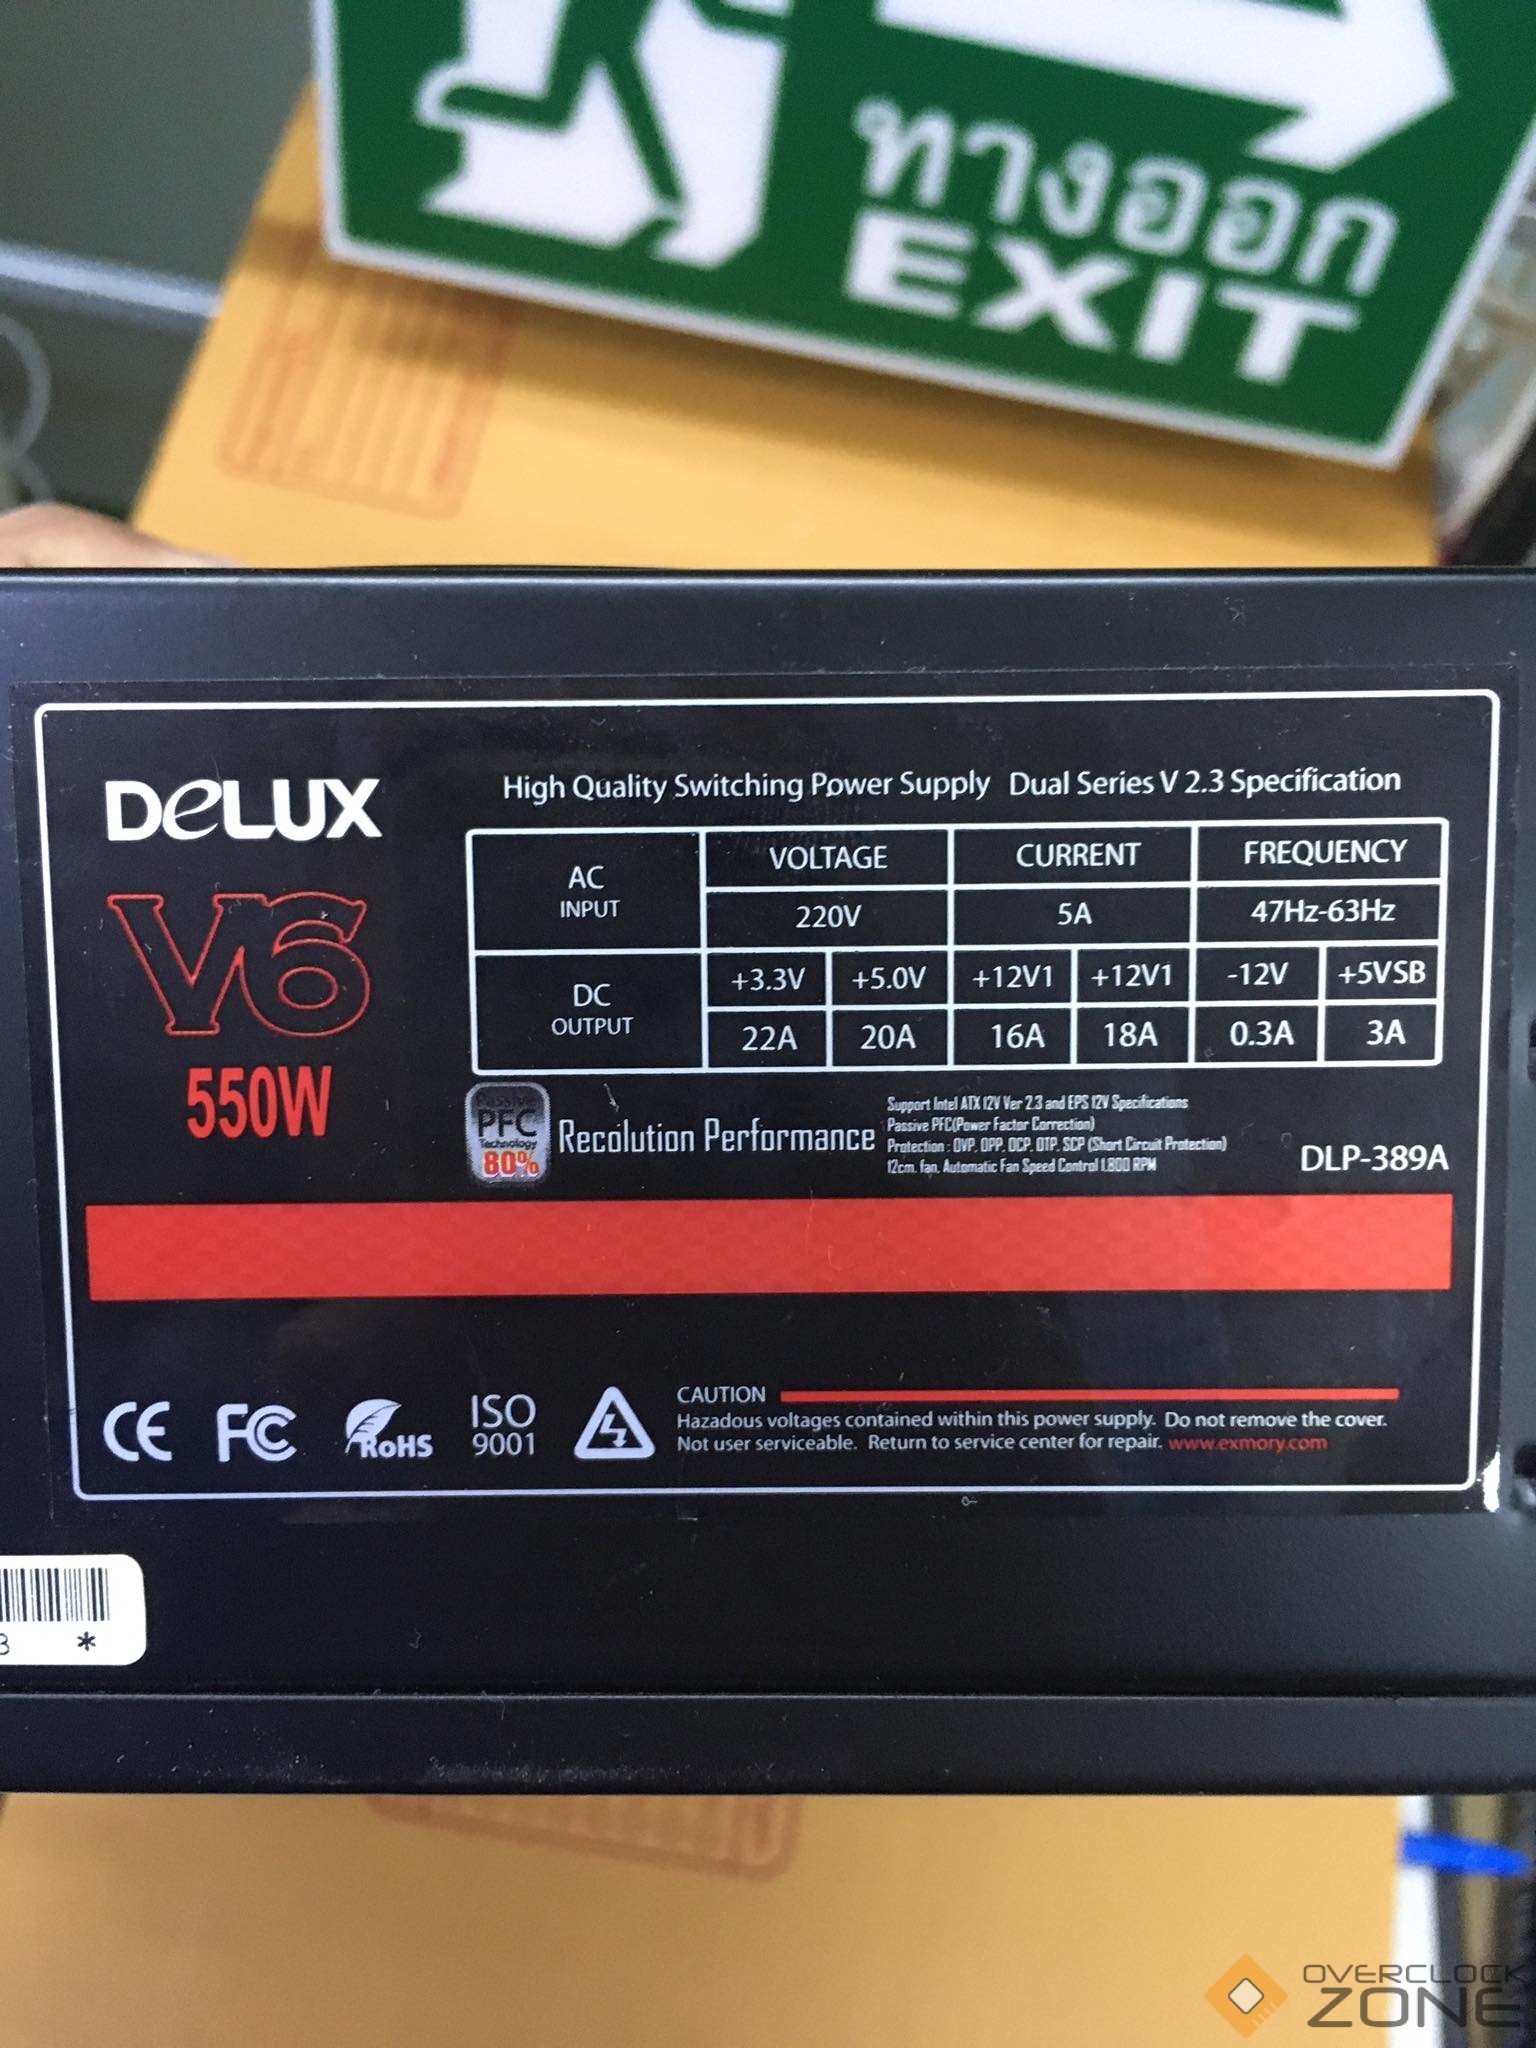 ทางออก
EXIT
DELUX
V6
550W
High Quality Switching Power Supply Dual Series V 2.3 Specification
AC INPUT
VOLTAGE CURRENT FREQUENCY
220V 5A 47Hz-63Hz
DC OUTPUT
+3.3V +5.0V +12V1 +12V1 -12V +5VSB
22A 20A 16A 18A 0.3A 3A
Passive
PFC
Technology
80%
Recolution Performance
Support Intel ATX 12V Ver 2.3 and EPS 12V Specifications
Passive PFC(Power Factor Correction)
Protection : OVP, OPP, OCP, OTP, SCP (Short Circuit Protection)
12cm. fan, Automatic Fan Speed Control 1.800 RPM
DLP-389A
CE FC RoHS ISO 9001
CAUTION
Hazadous voltages contained within this power supply. Do not remove the cover.
Not user serviceable. Return to service center for repair. www.exmory.com
*
OVERCLOCK
ZONE